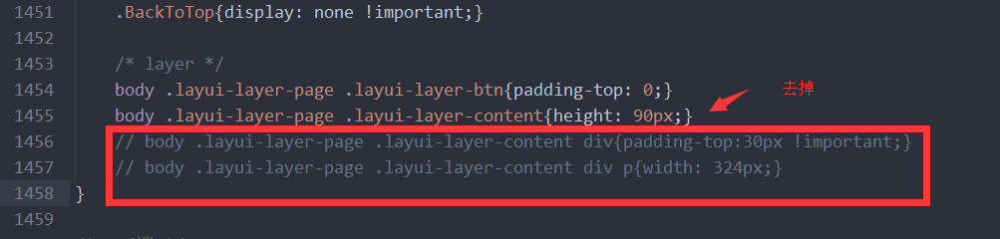 1451 .BackToTop{display: none !important;}
1452
1453 /* layer */
1454 body .layui-layer-page .layui-layer-btn{padding-top: 0;}
去掉
1455 body .layui-layer-page .layui-layer-content{height: 90px;}
1456 // body .layui-layer-page .layui-layer-content div{padding-top:30px !important;}
1457 // body .layui-layer-page .layui-layer-content div p{width: 324px;}
1458 }
1459